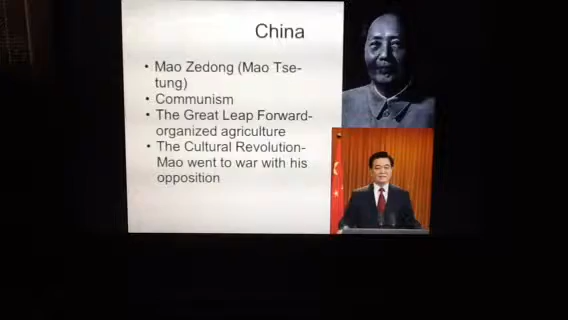 China
• Mao Zedong (Mao Tse-
tung)
• Communism
• The Great Leap Forward-
organized agriculture
• The Cultural Revolution-
Mao went to war with his
opposition